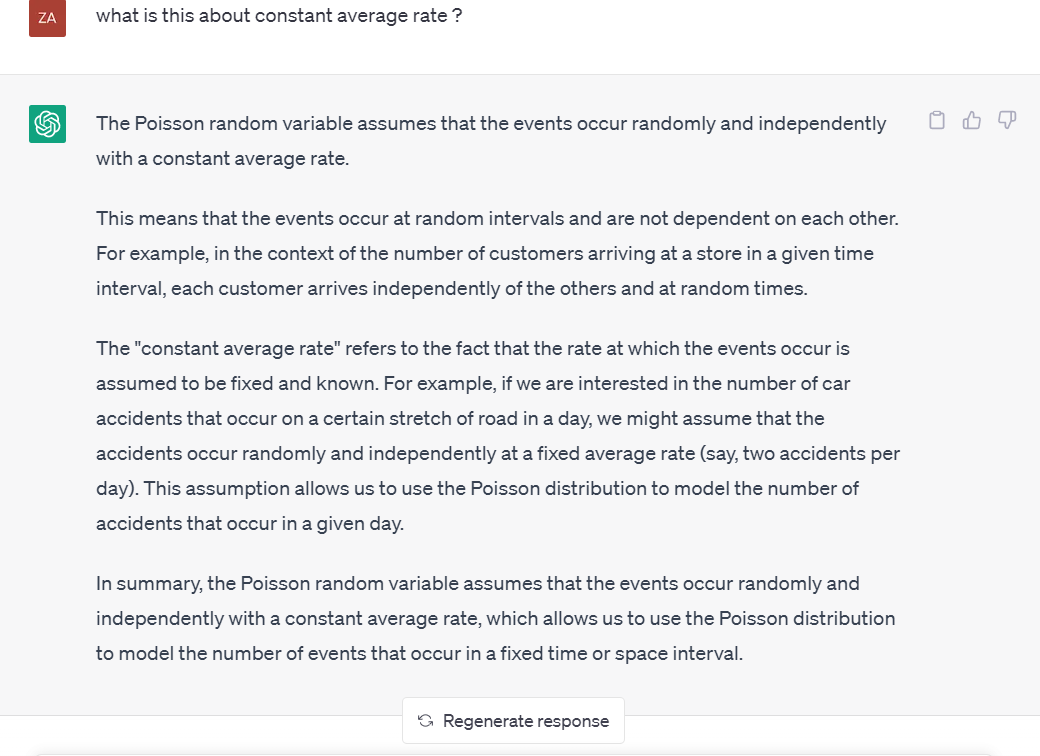 ZA
what is this about constant average rate ?
The Poisson random variable assumes that the events occur randomly and independently
with a constant average rate.
This means that the events occur at random intervals and are not dependent on each other.
For example, in the context of the number of customers arriving at a store in a given time
interval, each customer arrives independently of the others and at random times.
The "constant average rate" refers to the fact that the rate at which the events occur is
assumed to be fixed and known. For example, if we are interested in the number of car
accidents that occur on a certain stretch of road in a day, we might assume that the
accidents occur randomly and independently at a fixed average rate (say, two accidents per
day). This assumption allows us to use the Poisson distribution to model the number of
accidents that occur in a given day.
In summary, the Poisson random variable assumes that the events occur randomly and
independently with a constant average rate, which allows us to use the Poisson distribution
to model the number of events that occur in a fixed time or space interval.
Regenerate response